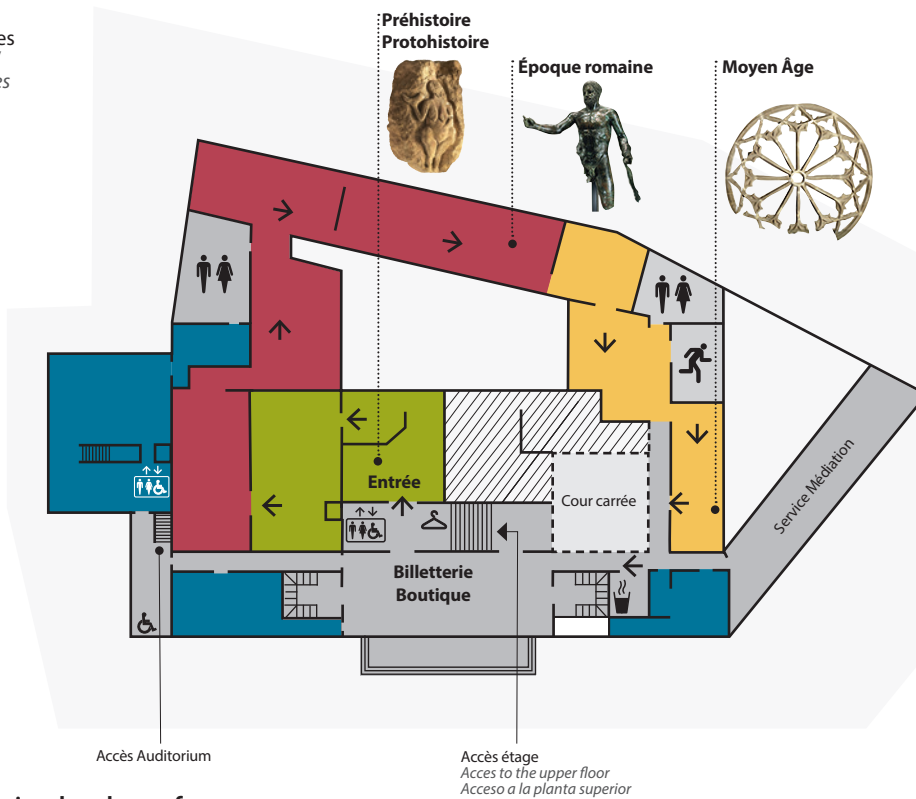 Préhistoire
Protohistoire
Époque romaine
Moyen Âge
Entrée
Cour carrée
Service Médiation
Billetterie
Boutique
Accès Auditorium
Accès étage
Acces to the upper floor
Acceso a la planta superior